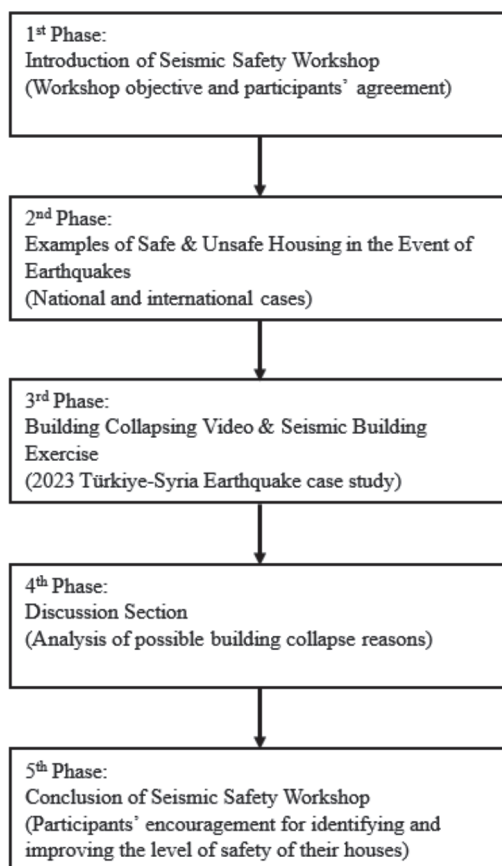 1st Phase:
Introduction of Seismic Safety Workshop
(Workshop objective and participants’ agreement)
2nd Phase:
Examples of Safe & Unsafe Housing in the Event of
Earthquakes
(National and international cases)
3rd Phase:
Building Collapsing Video & Seismic Building
Exercise
(2023 Türkiye-Syria Earthquake case study)
4th Phase:
Discussion Section
(Analysis of possible building collapse reasons)
5th Phase:
Conclusion of Seismic Safety Workshop
(Participants’ encouragement for identifying and
improving the level of safety of their houses)